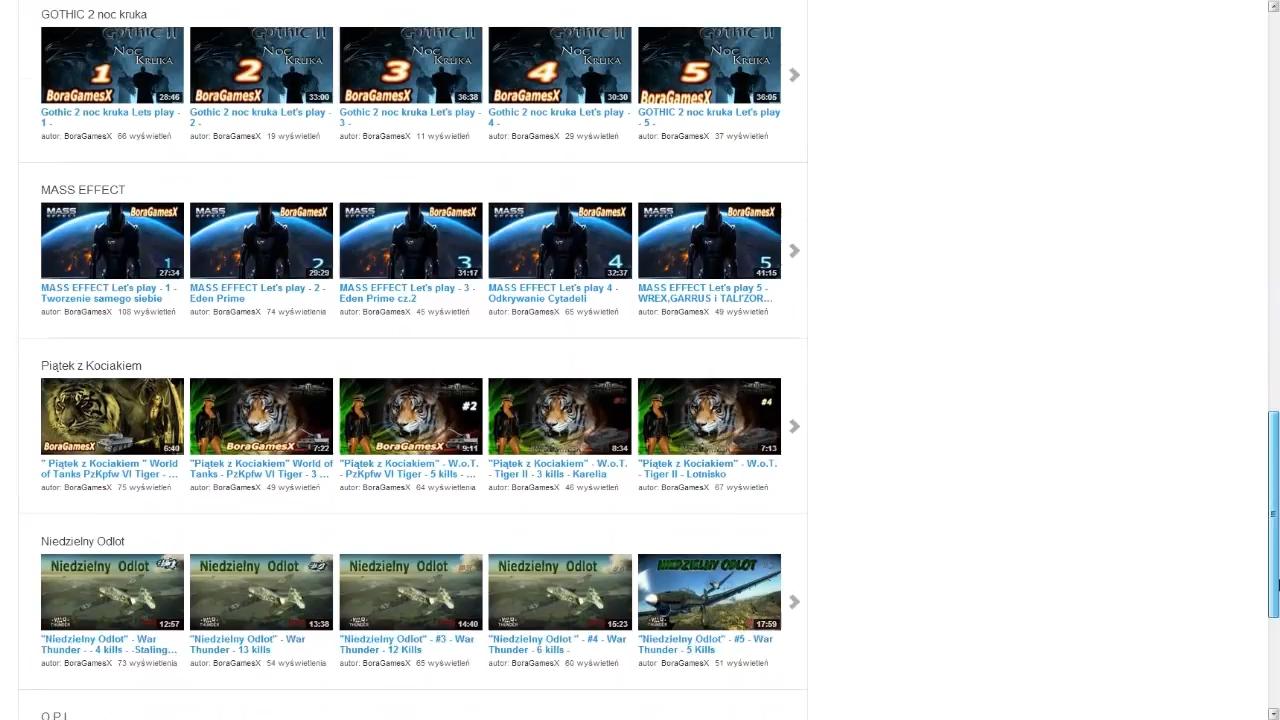 GOTHIC 2 noc kruka
GOTHIC II
NOC KRUKA
1
BoraGamesX
28:46
GOTHIC II
NOC KRUKA
2
BoraGamesX
33:00
GOTHIC II
NOC KRUKA
3
BoraGamesX
36:38
GOTHIC II
NOC KRUKA
4
BoraGamesX
30:30
GOTHIC II
NOC KRUKA
5
BoraGamesX
36:05
Gothic 2 noc kruka Lets play -
1 -
autor: BoraGamesX 66 wyświetleń
Gothic 2 noc kruka Let's play -
2 -
autor: BoraGamesX 19 wyświetleń
Gothic 2 noc kruka Let's play -
3 -
autor: BoraGamesX 11 wyświetleń
Gothic 2 noc kruka Let's play -
4 -
autor: BoraGamesX 29 wyświetleń
GOTHIC 2 noc kruka Let's play
- 5 -
autor: BoraGamesX 37 wyświetleń
MASS EFFECT
MASS
BoraGamesX
1
27:34
MASS
BoraGamesX
2
29:29
MASS
BoraGamesX
3
31:17
MASS
BoraGamesX
4
32:37
MASS
BoraGamesX
5
41:15
MASS EFFECT Let's play - 1 -
Tworzenie samego siebie
autor: BoraGamesX 108 wyświetleń
MASS EFFECT Let's play - 2 -
Eden Prime
autor: BoraGamesX 74 wyświetlenia
MASS EFFECT Let's play - 3 -
Eden Prime cz.2
autor: BoraGamesX 45 wyświetleń
MASS EFFECT Let's play 4 -
Odkrywanie Cytadeli
autor: BoraGamesX 65 wyświetleń
MASS EFFECT Let's play 5 -
WREX,GARRUS i TALI'ZOR...
autor: BoraGamesX 49 wyświetleń
Piątek z Kociakiem
BoraGamesX
6:40
BoraGamesX
7:22
#2
BoraGamesX
9:11
8:34
#4
7:13
" Piątek z Kociakiem " World
of Tanks PzKpfw VI Tiger - ...
autor: BoraGamesX 75 wyświetleń
"Piątek z Kociakiem" World of
Tanks - PzKpfw VI Tiger - 3 ...
autor: BoraGamesX 49 wyświetleń
"Piątek z Kociakiem" - W.o.T.
- PzKpfw VI Tiger - 5 kills - ...
autor: BoraGamesX 64 wyświetlenia
"Piątek z Kociakiem" - W.o.T.
- Tiger II - 3 kills - Karelia
autor: BoraGamesX 46 wyświetleń
"Piątek z Kociakiem" - W.o.T.
- Tiger II - Lotnisko
autor: BoraGamesX 67 wyświetleń
Niedzielny Odlot
Niedzielny Odlot
WAR THUNDER
12:57
Niedzielny Odlot
WAR THUNDER
13:38
Niedzielny Odlot
WAR THUNDER
14:40
Niedzielny Odlot
WAR THUNDER
15:23
NIEDZIELNY ODLOT
WAR THUNDER
17:59
"Niedzielny Odlot" - War
Thunder - - 4 kills - -Staling...
autor: BoraGamesX 73 wyświetlenia
"Niedzielny Odlot" - War
Thunder - 13 kills
autor: BoraGamesX 54 wyświetlenia
"Niedzielny Odlot" - #3 - War
Thunder - 12 Kills
autor: BoraGamesX 65 wyświetleń
"Niedzielny Odlot " - #4 - War
Thunder - 6 kills -
autor: BoraGamesX 60 wyświetleń
"Niedzielny Odlot" - #5 - War
Thunder - 5 Kills
autor: BoraGamesX 51 wyświetleń
O.P.I.